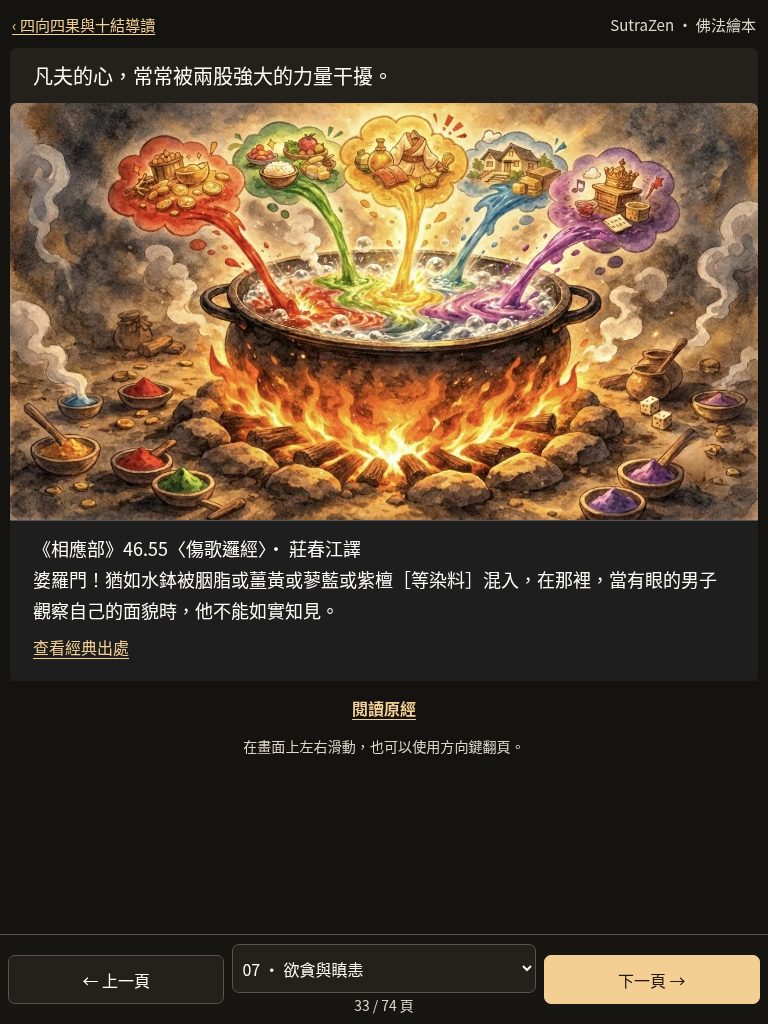 ‹ 四向四果與十結導讀
SutraZen · 佛法繪本
凡夫的心，常常被兩股強大的力量干擾。
《相應部》46.55〈傷歌邏經〉· 莊春江譯
婆羅門！猶如水鉢被胭脂或薑黃或蓼藍或紫檀［等染料］混入，在那裡，當有眼的男子
觀察自己的面貌時，他不能如實知見。
查看經典出處
閱讀原經
在畫面上左右滑動，也可以使用方向鍵翻頁。
← 上一頁
07 · 欲貪與瞋恚
下一頁 →
33 / 74 頁